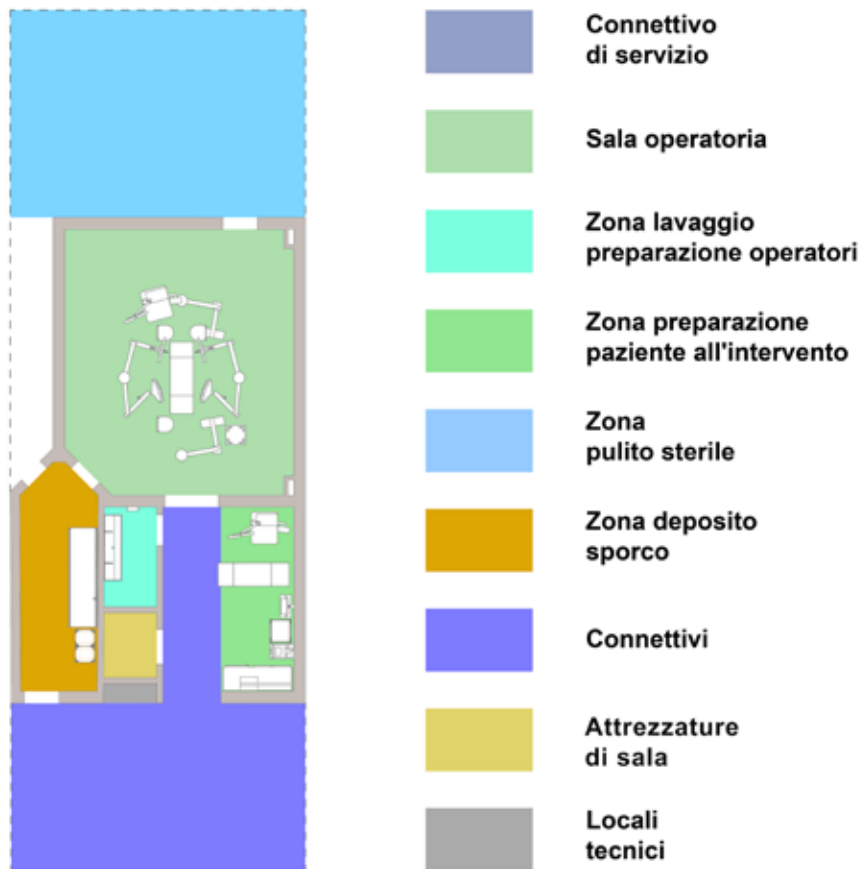 Connettivo
di servizio
Sala operatoria
Zona lavaggio
preparazione operatori
Zona preparazione
paziente all'intervento
Zona
pulito sterile
Zona deposito
sporco
Connettivi
Attrezzature
di sala
Locali
tecnici